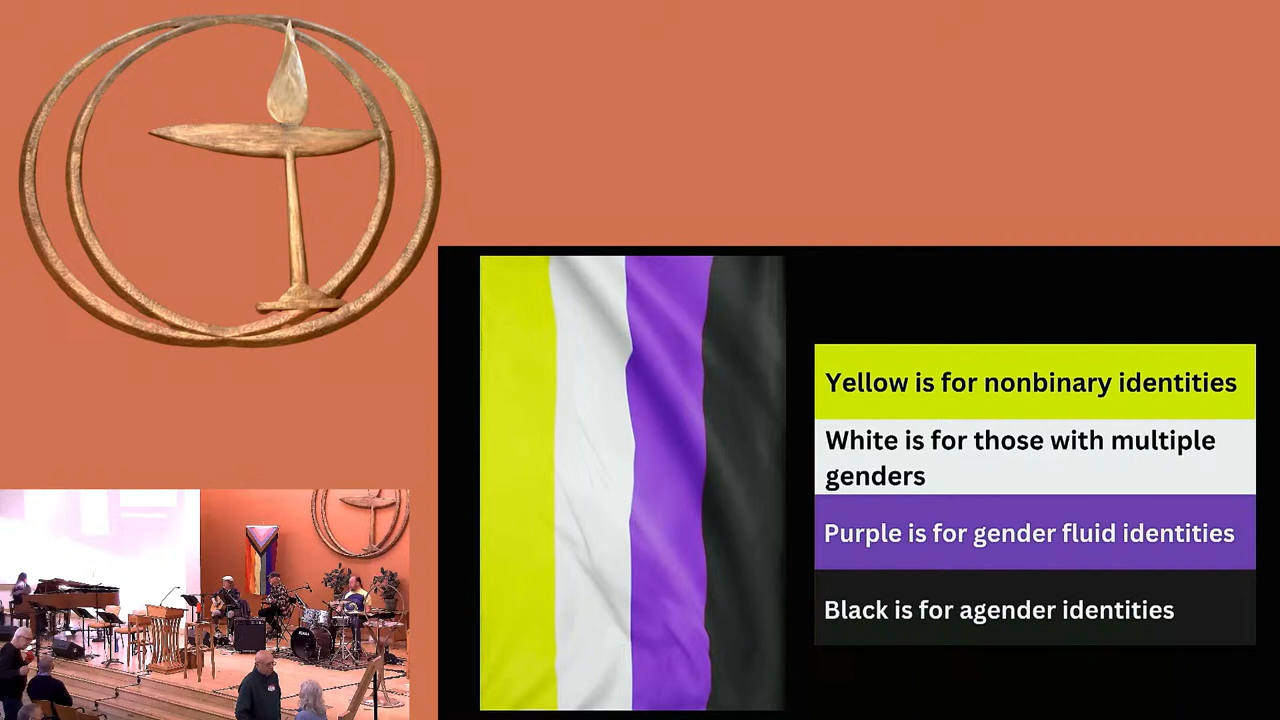 Yellow is for nonbinary identities
White is for those with multiple
genders
Purple is for gender fluid identities
Black is for agender identities